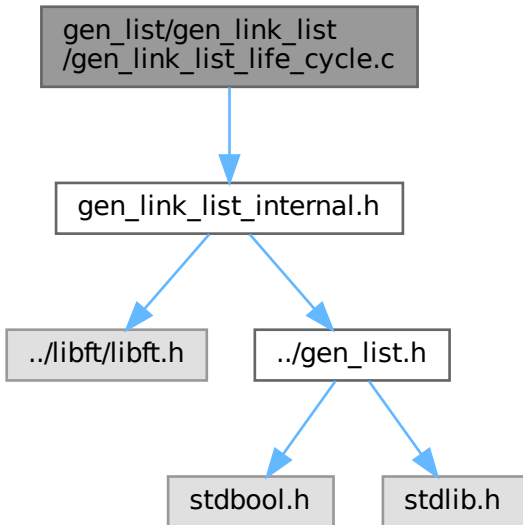 gen_list/gen_link_list
/gen_link_list_life_cycle.c
gen_link_list_internal.h
../libft/libft.h
../gen_list.h
stdbool.h
stdlib.h